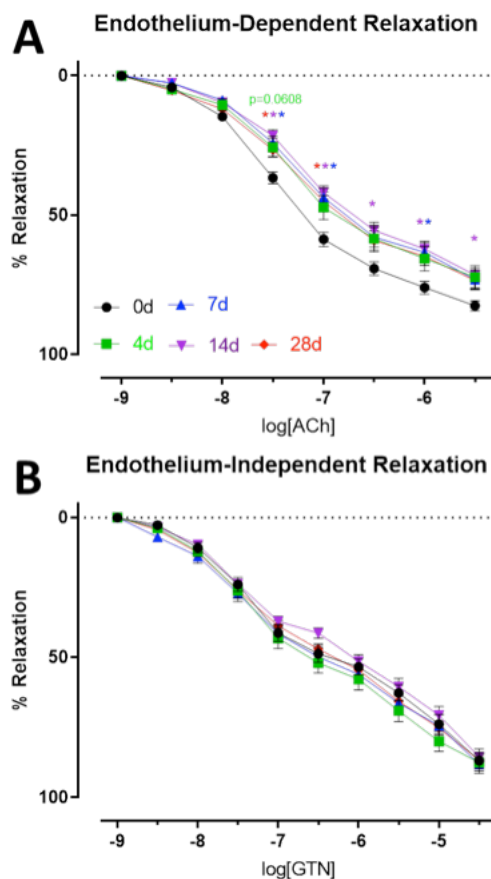 A
Endothelium-Dependent Relaxation
0
50
100
% Relaxation
p=0.0608
***
***
*
**
*
0d
7d
4d
14d
28d
-9
-8
-7
-6
log[ACh]
B
Endothelium-Independent Relaxation
0
50
100
% Relaxation
-9
-8
-7
-6
-5
log[GTN]